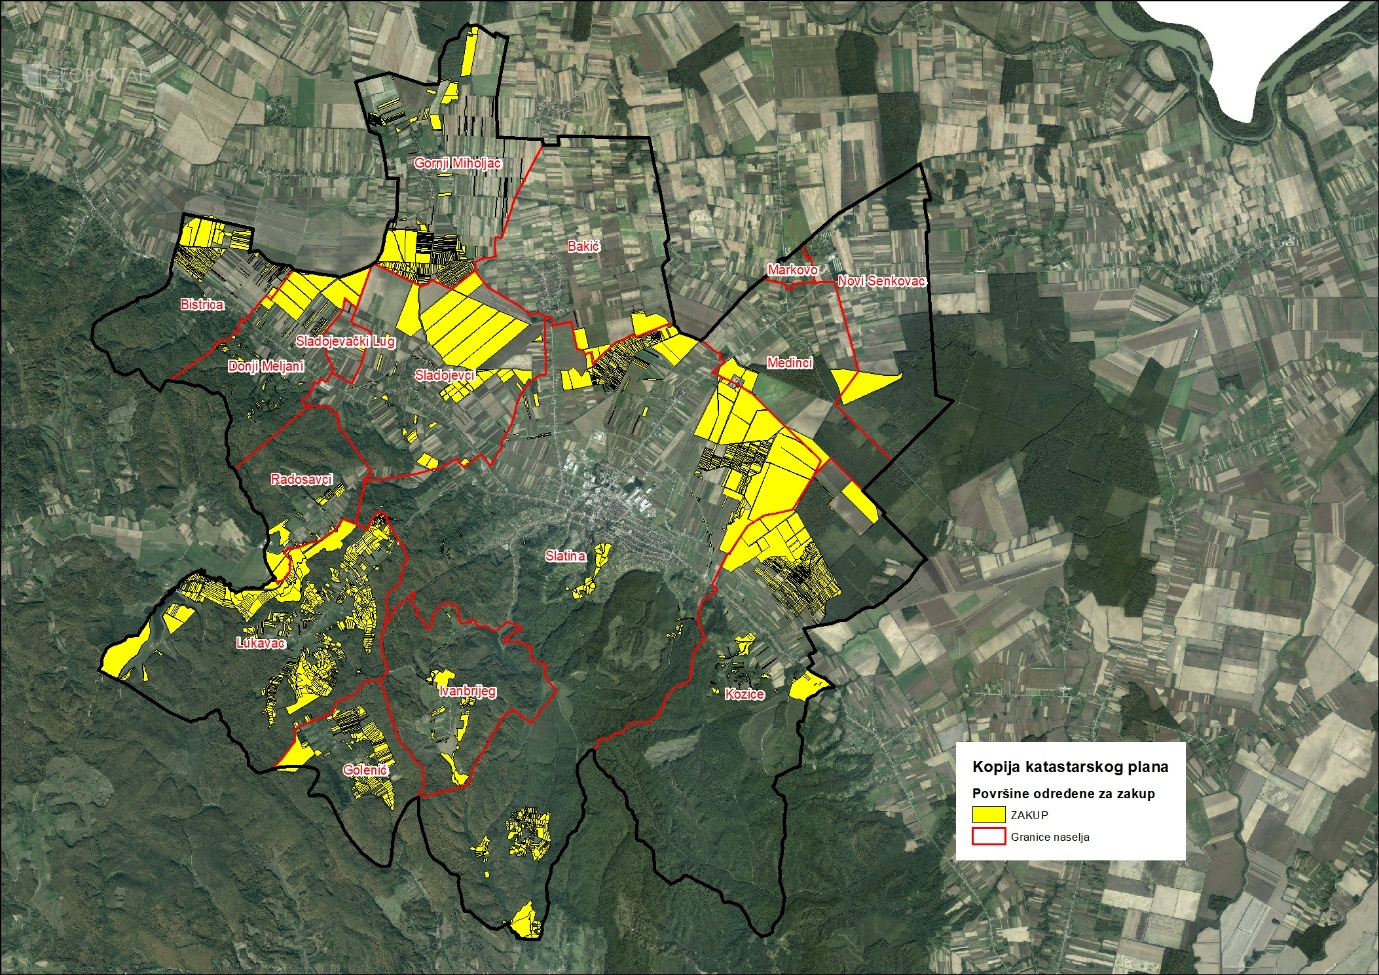 GEOPORTAL
Gornji Miholjac
Bakić
Markovo
Novi Senkovac
Bistrica
Sladojevački Lug
Donji Meljani
Sladojevci
Medinci
Radosavci
Slatina
Lukavac
Ivanbrijeg
Kozice
Golenić
Kopija katastarskog plana
Površine određene za zakup
ZAKUP
Granice naselja